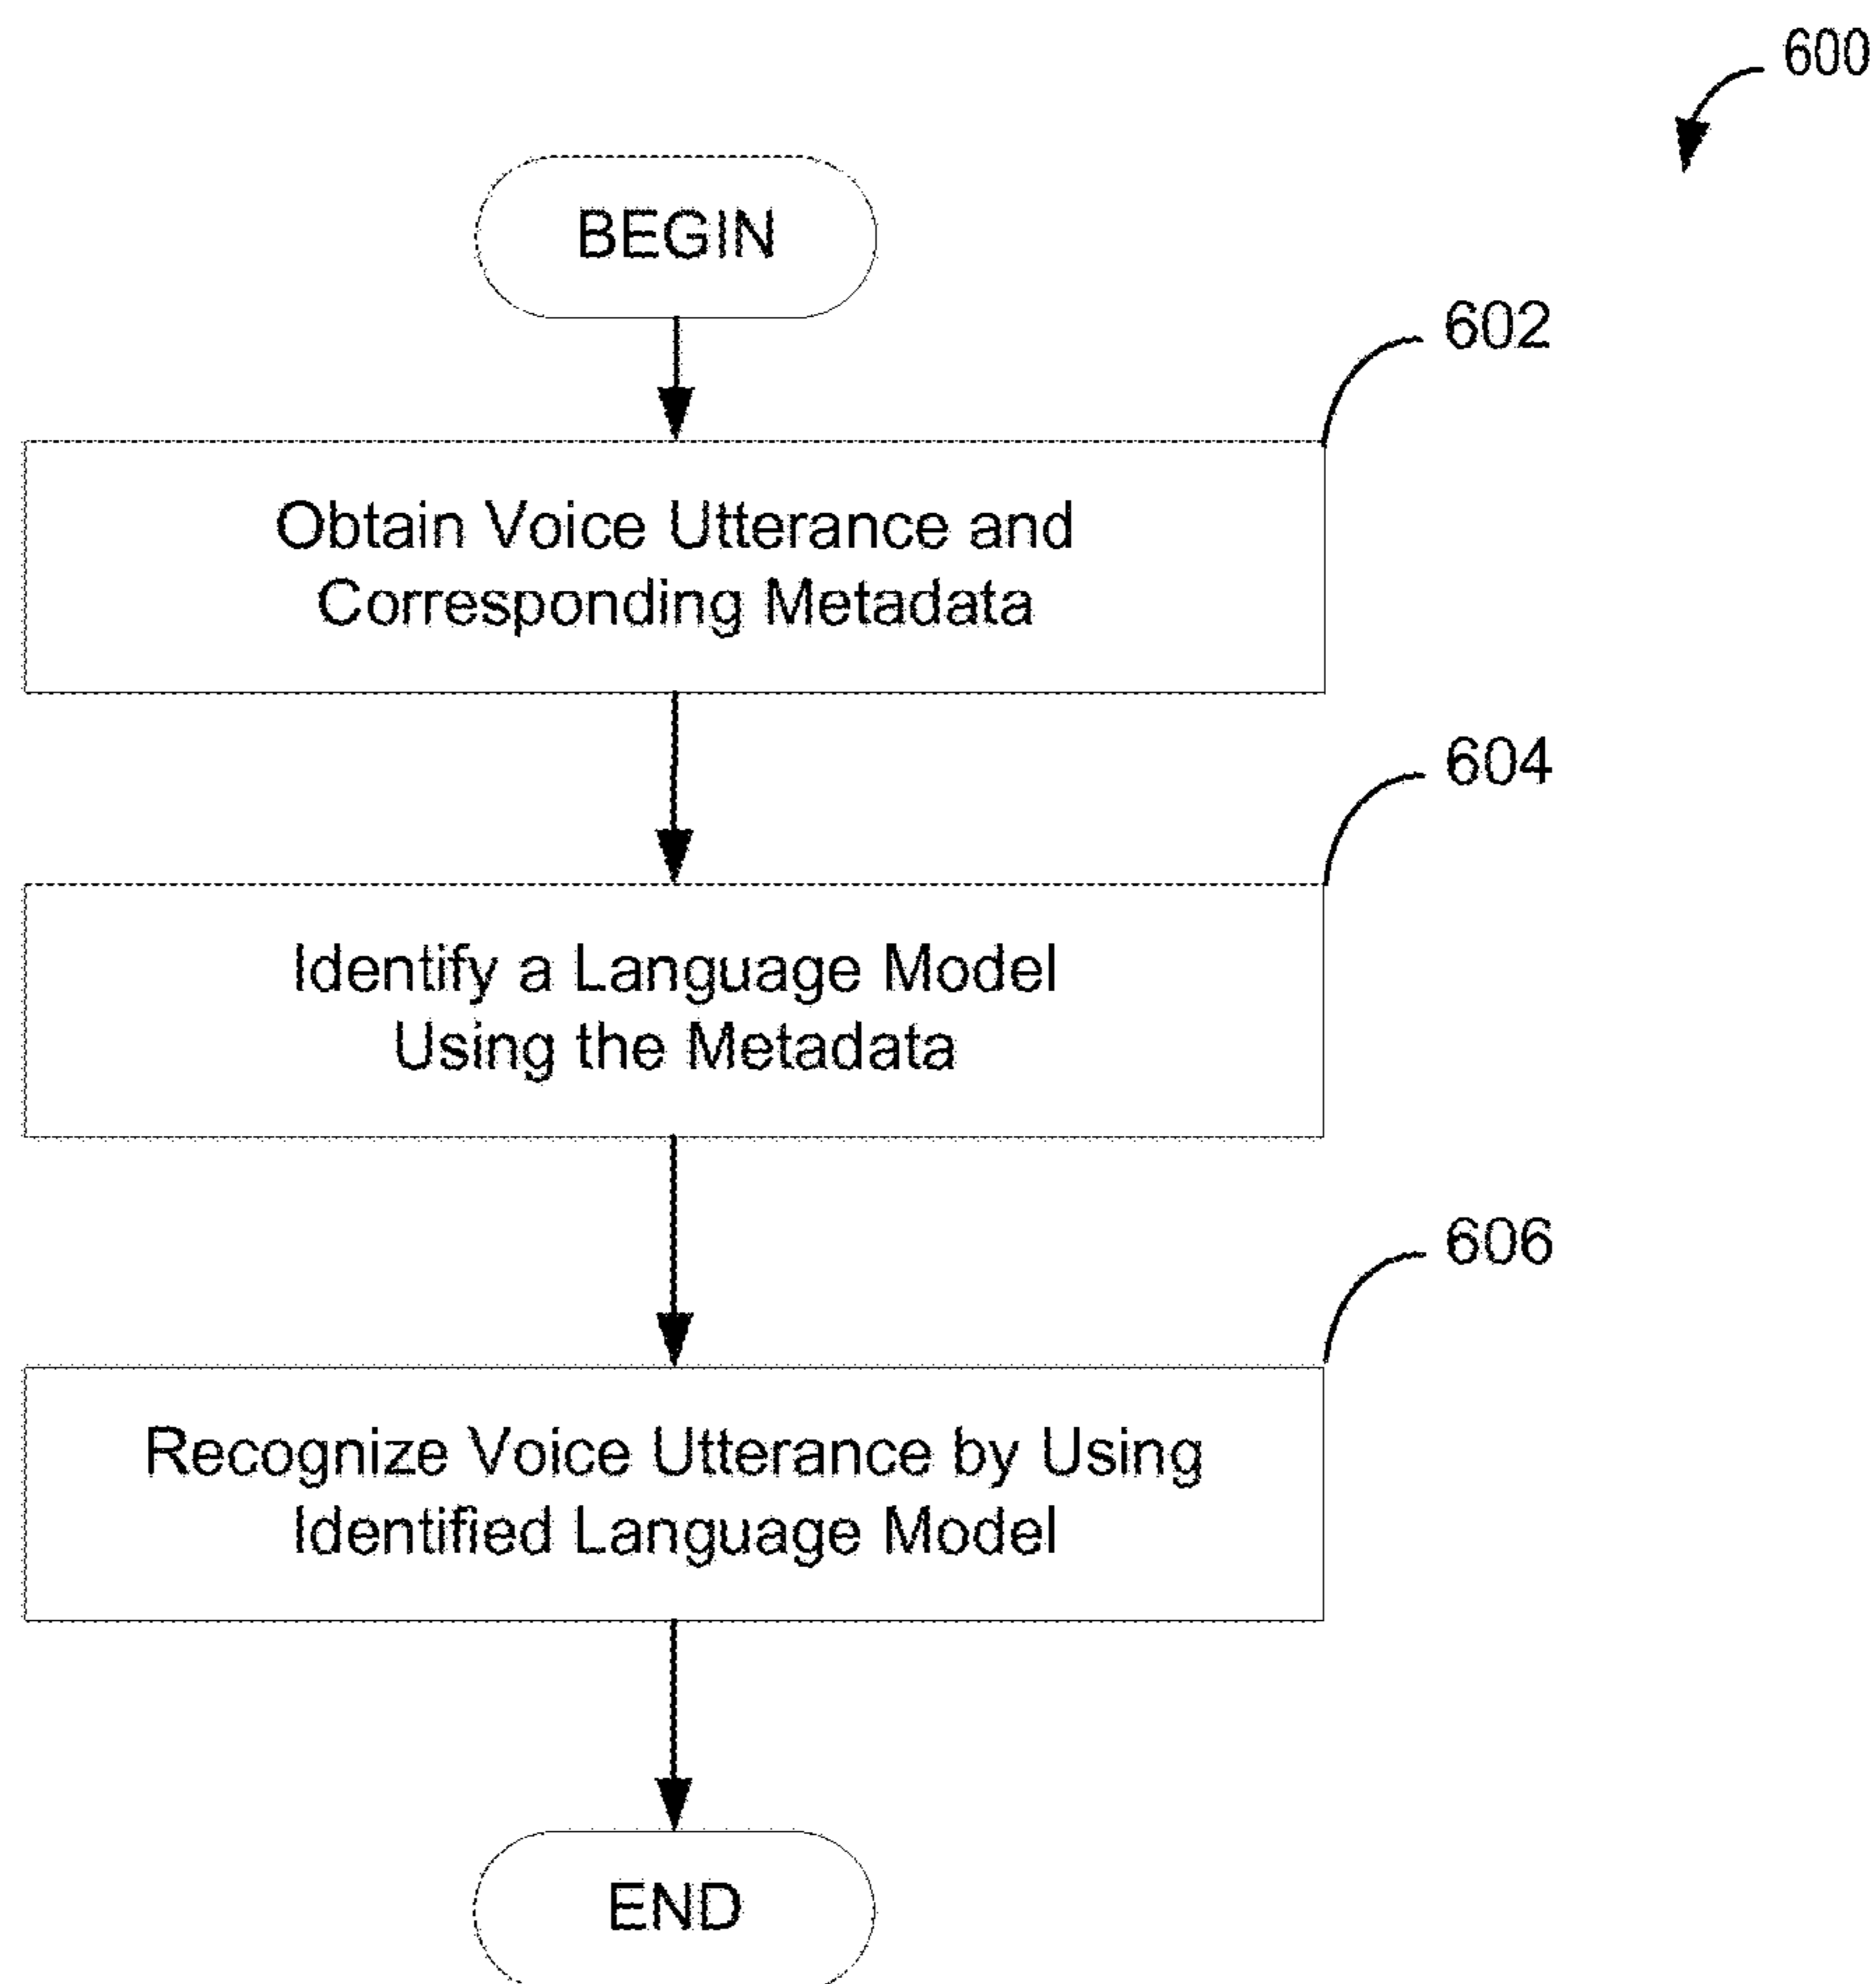 600
BEGIN
602
Obtain Voice Utterance and
Corresponding Metadata
604
Identify a Language Model
Using the Metadata
606
Recognize Voice Utterance by Using
Identified Language Model
END